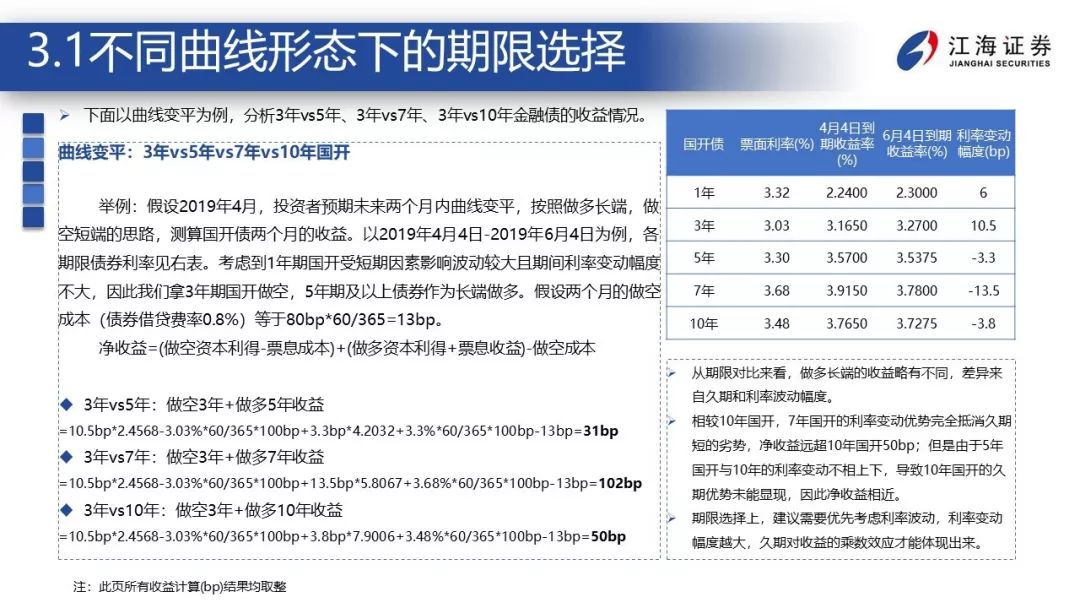 3.1不同曲线形态下的期限选择
江海证券
JIANGHAI SECURITIES
下面以曲线变平为例，分析3年vs5年、3年vs7年、3年vs10年金融债的收益情况。
曲线变平：3年vs5年vs7年vs10年国开
举例：假设2019年4月，投资者预期未来两个月内曲线变平，按照做多长端，做
空短端的思路，测算国开债两个月的收益。以2019年4月4日-2019年6月4日为例，各
期限债券利率见右表。考虑到1年期国开受短期因素影响波动较大且期间利率变动幅度
不大，因此我们拿3年期国开做空，5年期及以上债券作为长端做多。假设两个月的做空
成本（债券借贷费率0.8%）等于80bp*60/365=13bp。
净收益=(做空资本利得-票息成本)+(做多资本利得+票息收益)-做空成本
3年vs5年：做空3年+做多5年收益
=10.5bp*2.4568-3.03%*60/365*100bp+3.3bp*4.2032+3.3%*60/365*100bp-13bp=31bp
3年vs7年：做空3年+做多7年收益
=10.5bp*2.4568-3.03%*60/365*100bp+13.5bp*5.8067+3.68%*60/365*100bp-13bp=102bp
3年vs10年：做空3年+做多10年收益
=10.5bp*2.4568-3.03%*60/365*100bp+3.8bp*7.9006+3.48%*60/365*100bp-13bp=50bp
国开债 票面利率(%) 4月4日到期收益率(%) 6月4日到期收益率(%) 利率变动幅度(bp)
1年 3.32 2.2400 2.3000 6
3年 3.03 3.1650 3.2700 10.5
5年 3.30 3.5700 3.5375 -3.3
7年 3.68 3.9150 3.7800 -13.5
10年 3.48 3.7650 3.7275 -3.8
从期限对比来看，做多长端的收益略有不同，差异来
自久期和利率波动幅度。
相较10年国开，7年国开的利率变动优势完全抵消久期
短的劣势，净收益远超10年国开50bp；但是由于5年
国开与10年的利率变动不相上下，导致10年国开的久
期优势未能显现，因此净收益相近。
期限选择上，建议需要优先考虑利率波动，利率变动
幅度越大，久期对收益的乘数效应才能体现出来。
注：此页所有收益计算(bp)结果均取整